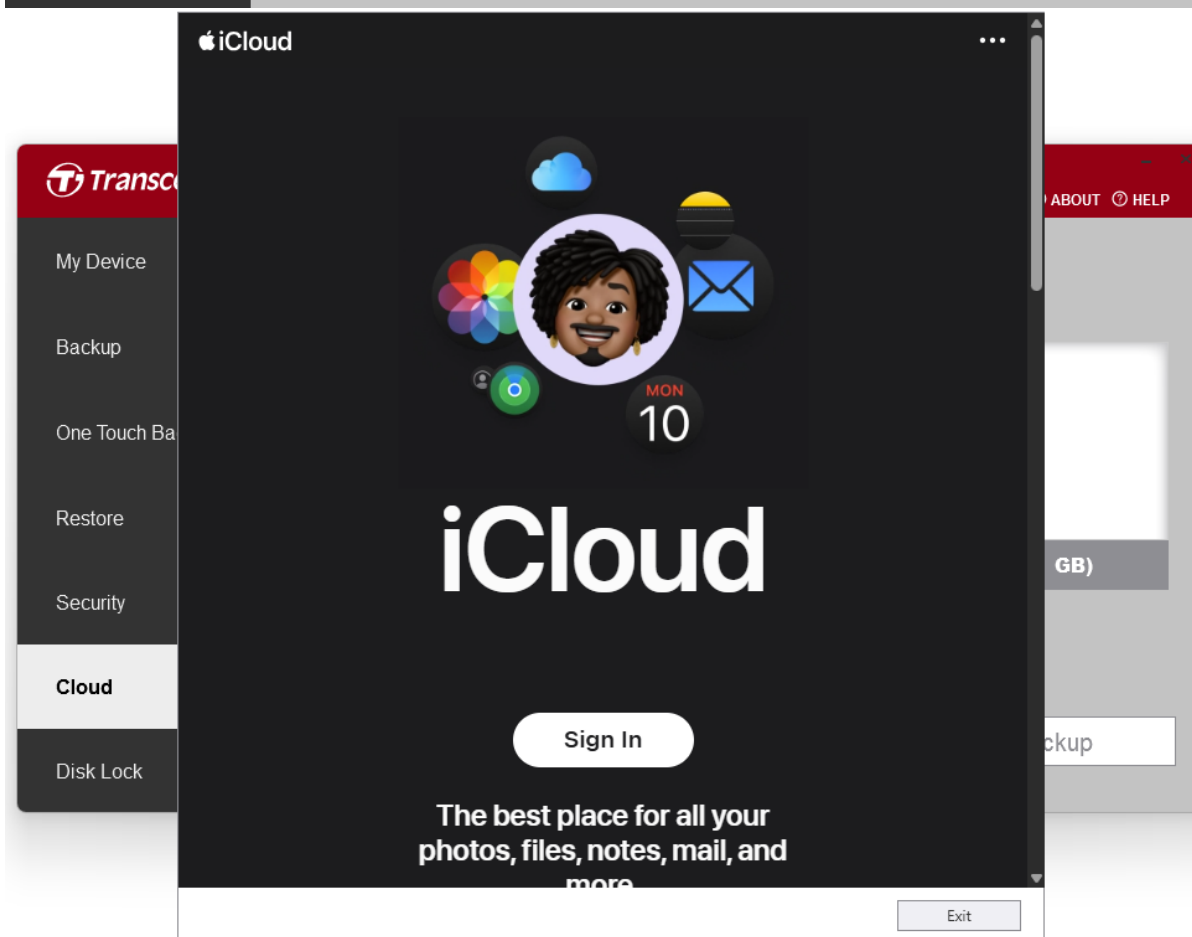 iCloud
Transc
ABOUT
HELP
My Device
Backup
One Touch Ba
Restore
Security
Cloud
Disk Lock
MON
10
iCloud
Sign In
The best place for all your
photos, files, notes, mail, and
more
GB)
ckup
Exit